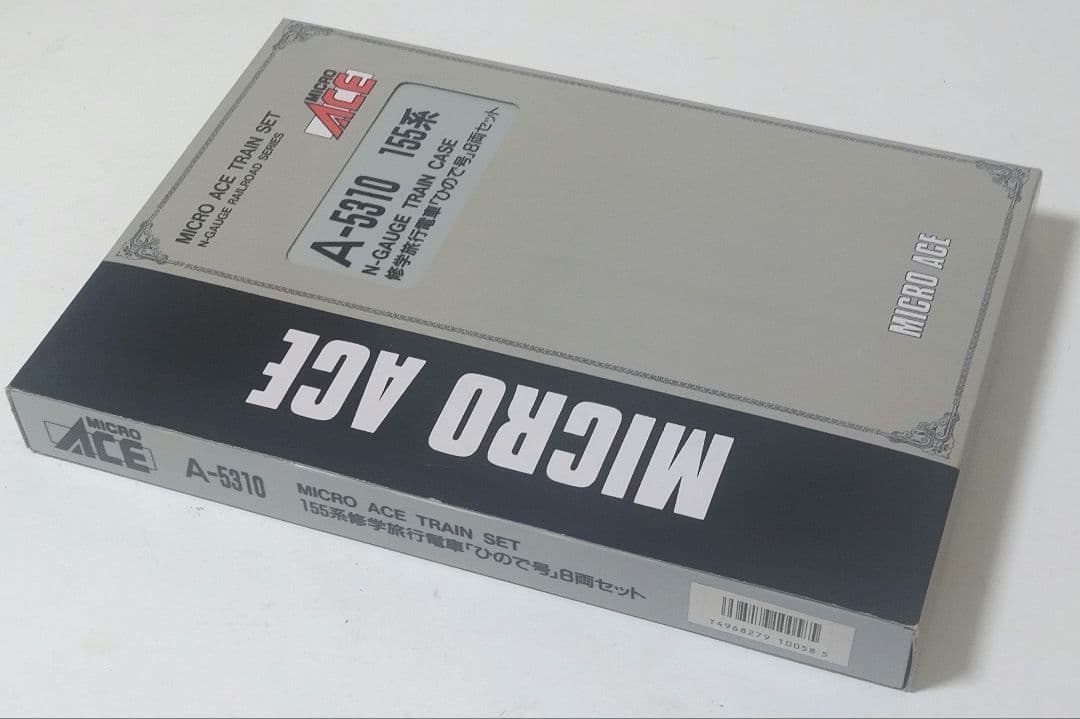 MICRO
ACE
MICRO ACE TRAIN SET
N-GAUGE RAILROAD SERIES
A-5310 155系
N-GAUGE TRAIN CASE
修学旅行電車「ひので号」8両セット
MICRO ACE
MICRO ACE
MICRO
ACE
A-5310
MICRO ACE TRAIN SET
155系修学旅行電車「ひので号」8両セット
T4968279 10058 5